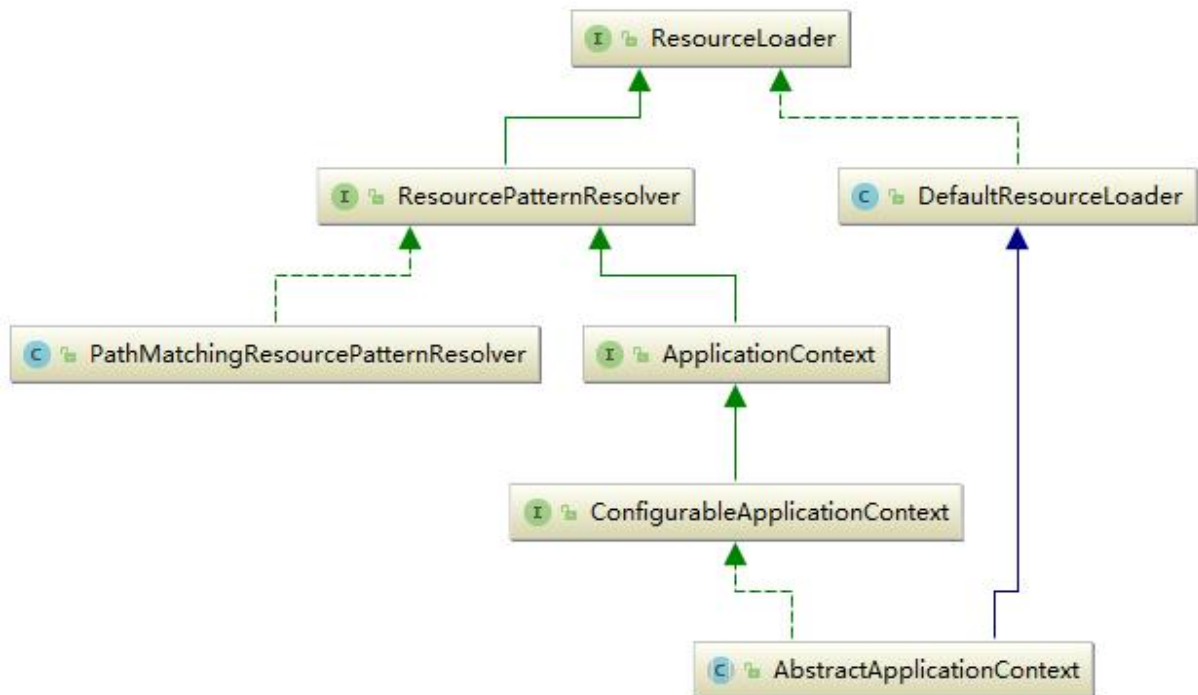 I ResourceLoader
I ResourcePatternResolver
C DefaultResourceLoader
C PathMatchingResourcePatternResolver
I ApplicationContext
I ConfigurableApplicationContext
C AbstractApplicationContext